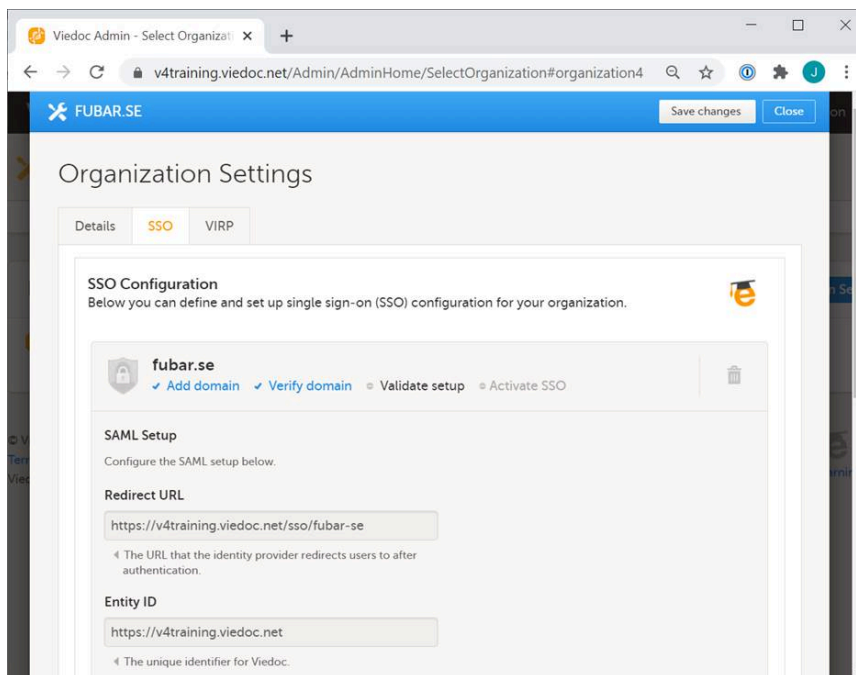 Viedoc Admin - Select Organizati
v4training.viedoc.net/Admin/AdminHome/SelectOrganization#organization4
J
FUBAR.SE
Save changes
Close
on
Organization Settings
Details
SSO
VIRP
SSO Configuration
Below you can define and set up single sign-on (SSO) configuration for your organization.
n Se
fubar.se
Add domain
Verify domain
Validate setup
Activate SSO
SAML Setup
Configure the SAML setup below.
© V
Terr
Vied
Redirect URL
https://v4training.viedoc.net/sso/fubar-se
The URL that the identity provider redirects users to after
authentication.
Entity ID
https://v4training.viedoc.net
The unique identifier for Viedoc.